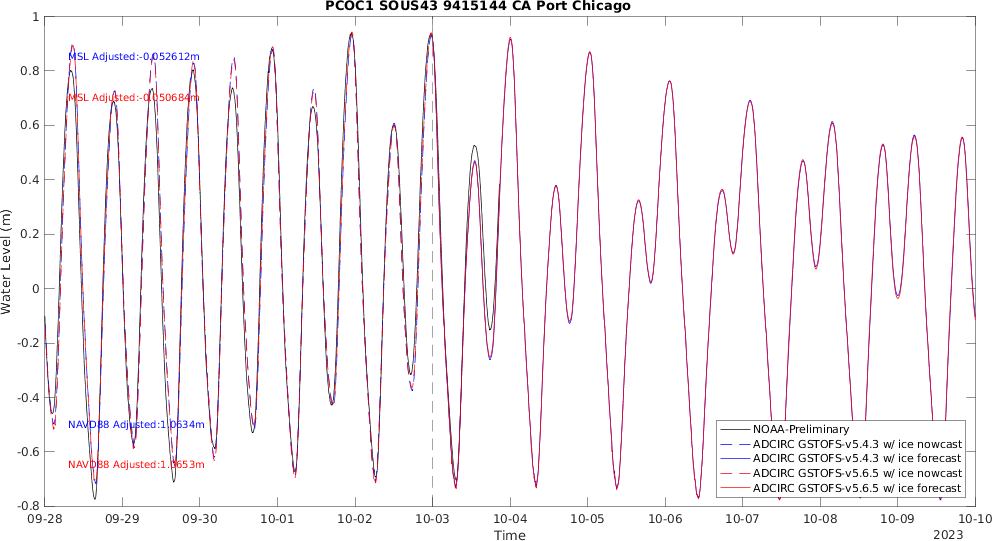 PCOC1 SOUS43 9415144 CA Port Chicago
1
0.8
0.6
0.4
0.2
0
-0.2
-0.4
-0.6
-0.8
Water Level (m)
MSL Adjusted:-0.052612m
MSL Adjusted:-0.050684m
NAVD88 Adjusted:1.0634m
NAVD88 Adjusted:1.0653m
NOAA-Preliminary
ADCIRC GSTOFS-v5.4.3 w/ ice nowcast
ADCIRC GSTOFS-v5.4.3 w/ ice forecast
ADCIRC GSTOFS-v5.6.5 w/ ice nowcast
ADCIRC GSTOFS-v5.6.5 w/ ice forecast
09-28 09-29 09-30 10-01 10-02 10-03 10-04 10-05 10-06 10-07 10-08 10-09 10-10
Time
2023